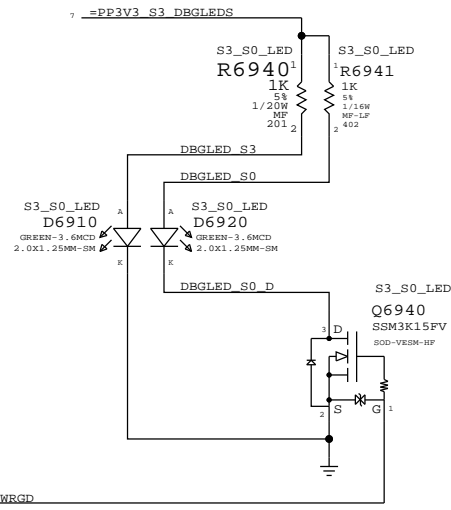 7 =PP3V3_S3_DBGLEDS
S3_S0_LED
R6940
1
1K
5%
1/20W
MF
201
2
S3_S0_LED
1
R6941
1K
5%
1/16W
MF-LF
402
2
DBGLED_S3
DBGLED_S0
S3_S0_LED
D6910
GREEN-3.6MCD
2.0X1.25MM-SM
A
K
S3_S0_LED
D6920
GREEN-3.6MCD
2.0X1.25MM-SM
A
K
DBGLED_S0_D
S3_S0_LED
Q6940
SSM3K15FV
SOD-VESM-HF
3 D
2 S
G 1
WRGD